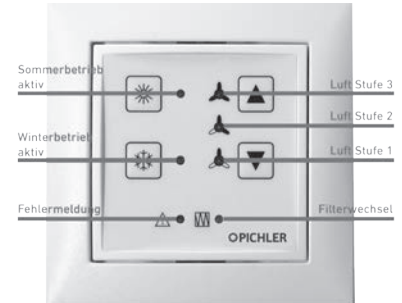 Sommerbetrieb
aktiv
Luft Stufe 3
Luft Stufe 2
Winterbetrieb
aktiv
Luft Stufe 1
Fehlermeldung
Filterwechsel
PICHLER